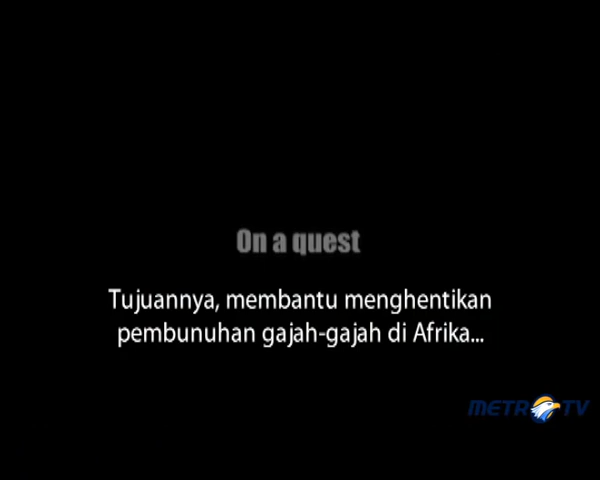 On a quest
Tujuannya, membantu menghentikan
pembunuhan gajah-gajah di Afrika...
METRO TV